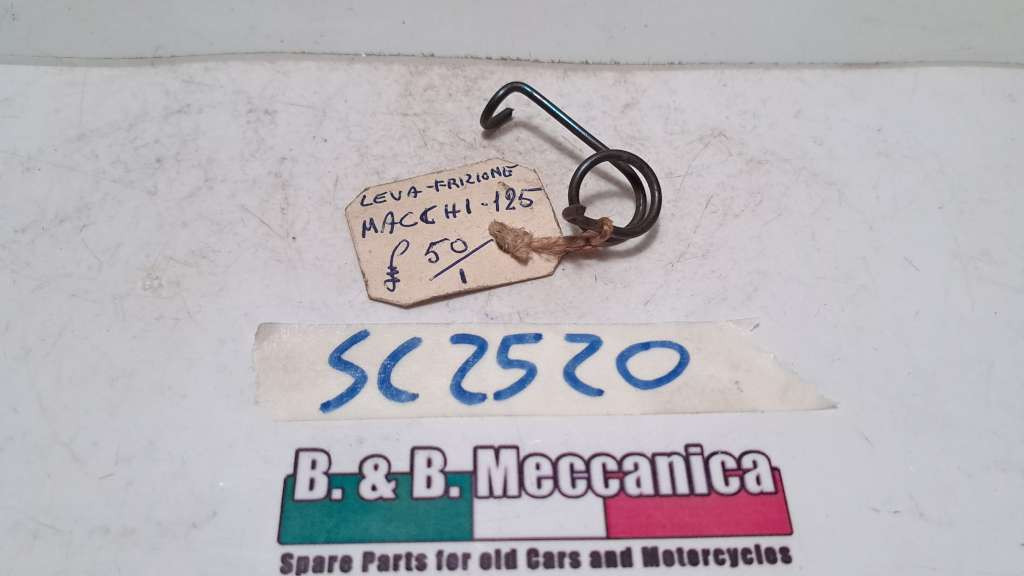 LEVA-FRIZIONE
MACCHI-125
£ 50/1
SC2520
B. & B. Meccanica
Spare Parts for old Cars and Motorcycles